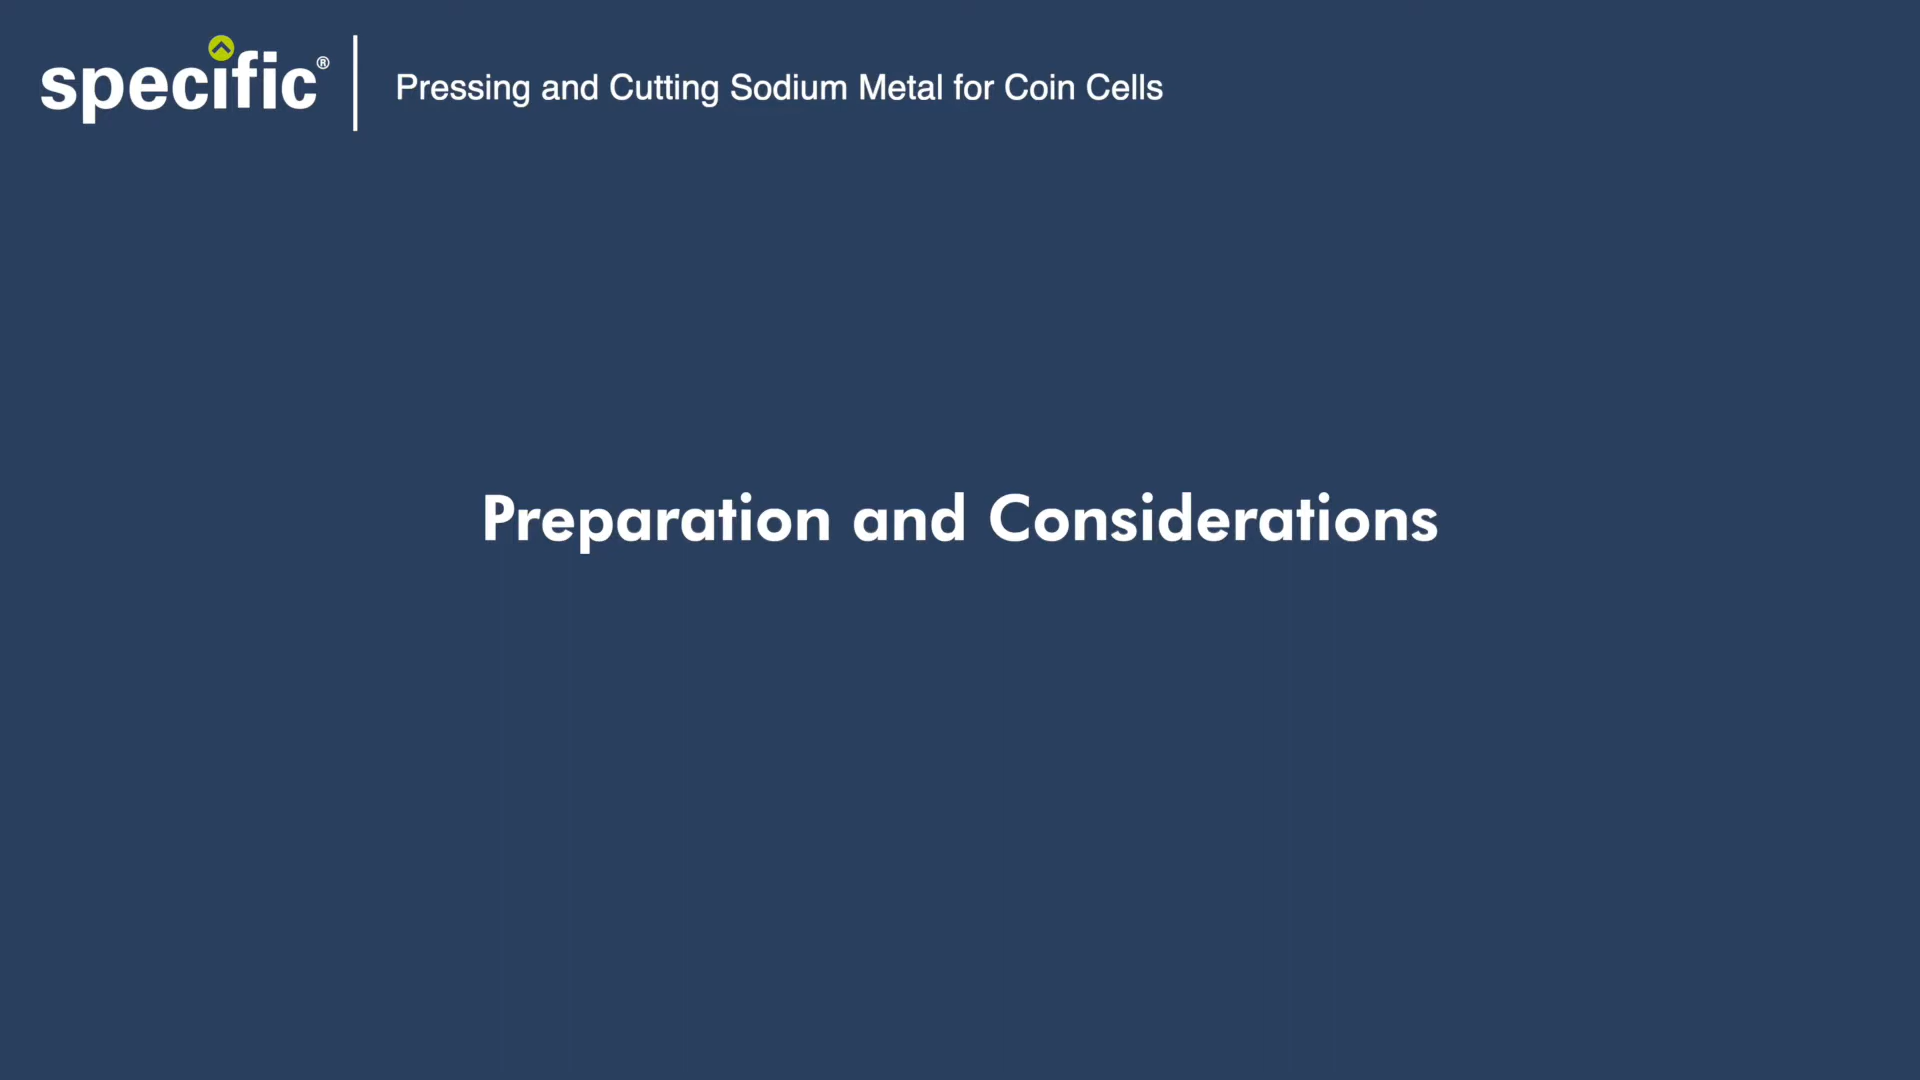 specific®
Pressing and Cutting Sodium Metal for Coin Cells
Preparation and Considerations